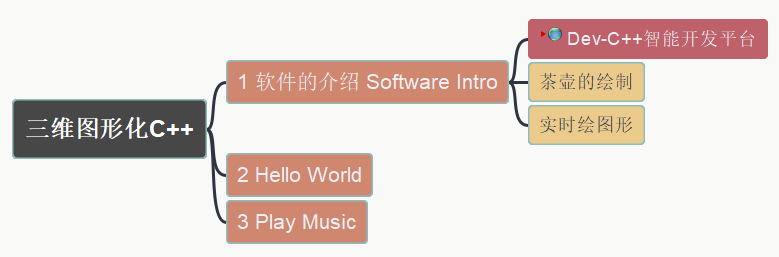 三维图形化C++
1 软件的介绍 Software Intro
Dev-C++智能开发平台
茶壶的绘制
实时绘图形
2 Hello World
3 Play Music